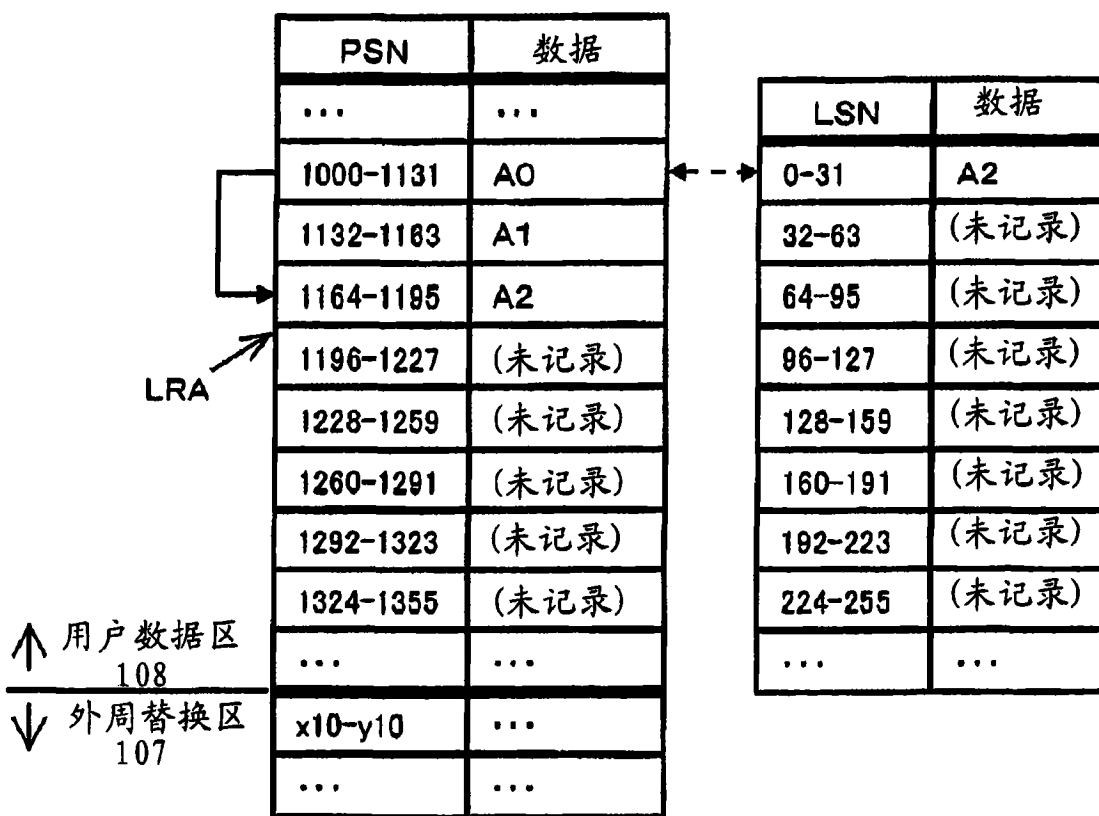 PSN 数据
... ...
1000-1131 A0
1132-1163 A1
1164-1195 A2
1196-1227 (未记录)
1228-1259 (未记录)
1260-1291 (未记录)
1292-1323 (未记录)
1324-1355 (未记录)
... ...
x10-y10 ...
... ...
LRA
用户数据区
108
外周替换区
107
LSN 数据
0-31 A2
32-63 (未记录)
64-95 (未记录)
96-127 (未记录)
128-159 (未记录)
160-191 (未记录)
192-223 (未记录)
224-255 (未记录)
... ...